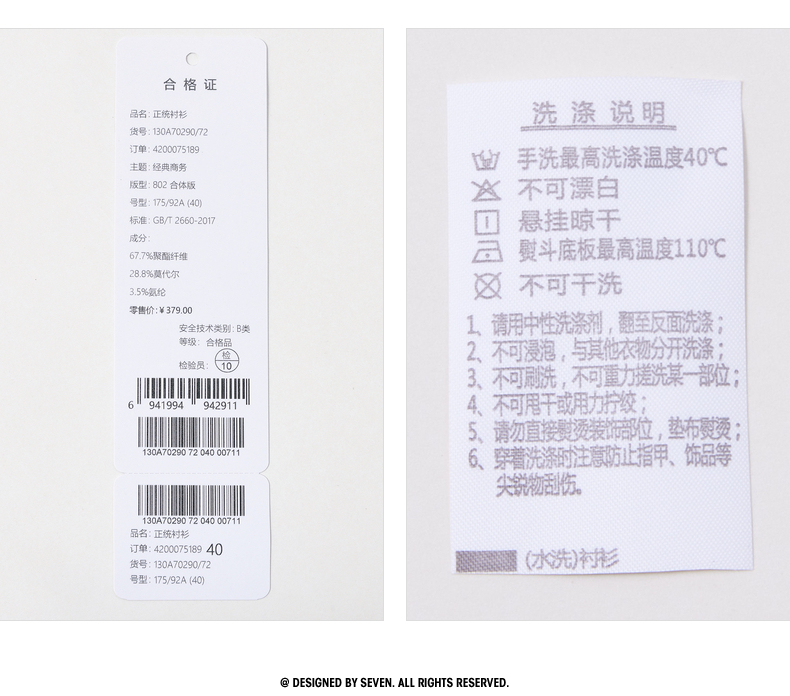 合格证
品名: 正统衬衫
货号: 130A70290/72
订单: 4200075189
主题: 经典商务
版型: 802 合体版
号型: 175/92A (40)
标准: GB/T 2660-2017
成分:
67.7%聚酯纤维
28.8%莫代尔
3.5%氨纶
零售价: ¥ 379.00
安全技术类别: B类
等级: 合格品
检验员: 检 10
6 941994 942911
130A70290 72 040 00711
130A70290 72 040 00711
品名: 正统衬衫
订单: 4200075189 40
货号: 130A70290/72
号型: 175/92A (40)
洗涤说明
手洗最高洗涤温度40℃
不可漂白
悬挂晾干
熨斗底板最高温度110℃
不可干洗
1、请用中性洗涤剂，翻至反面洗涤；
2、不可浸泡，与其他衣物分开洗涤；
3、不可刷洗，不可重力搓洗某一部位；
4、不可甩干或用力拧绞；
5、请勿直接熨烫装饰部位，垫布熨烫；
6、穿着洗涤时注意防止指甲、饰品等
尖锐物刮伤。
(水洗)衬衫
@ DESIGNED BY SEVEN. ALL RIGHTS RESERVED.